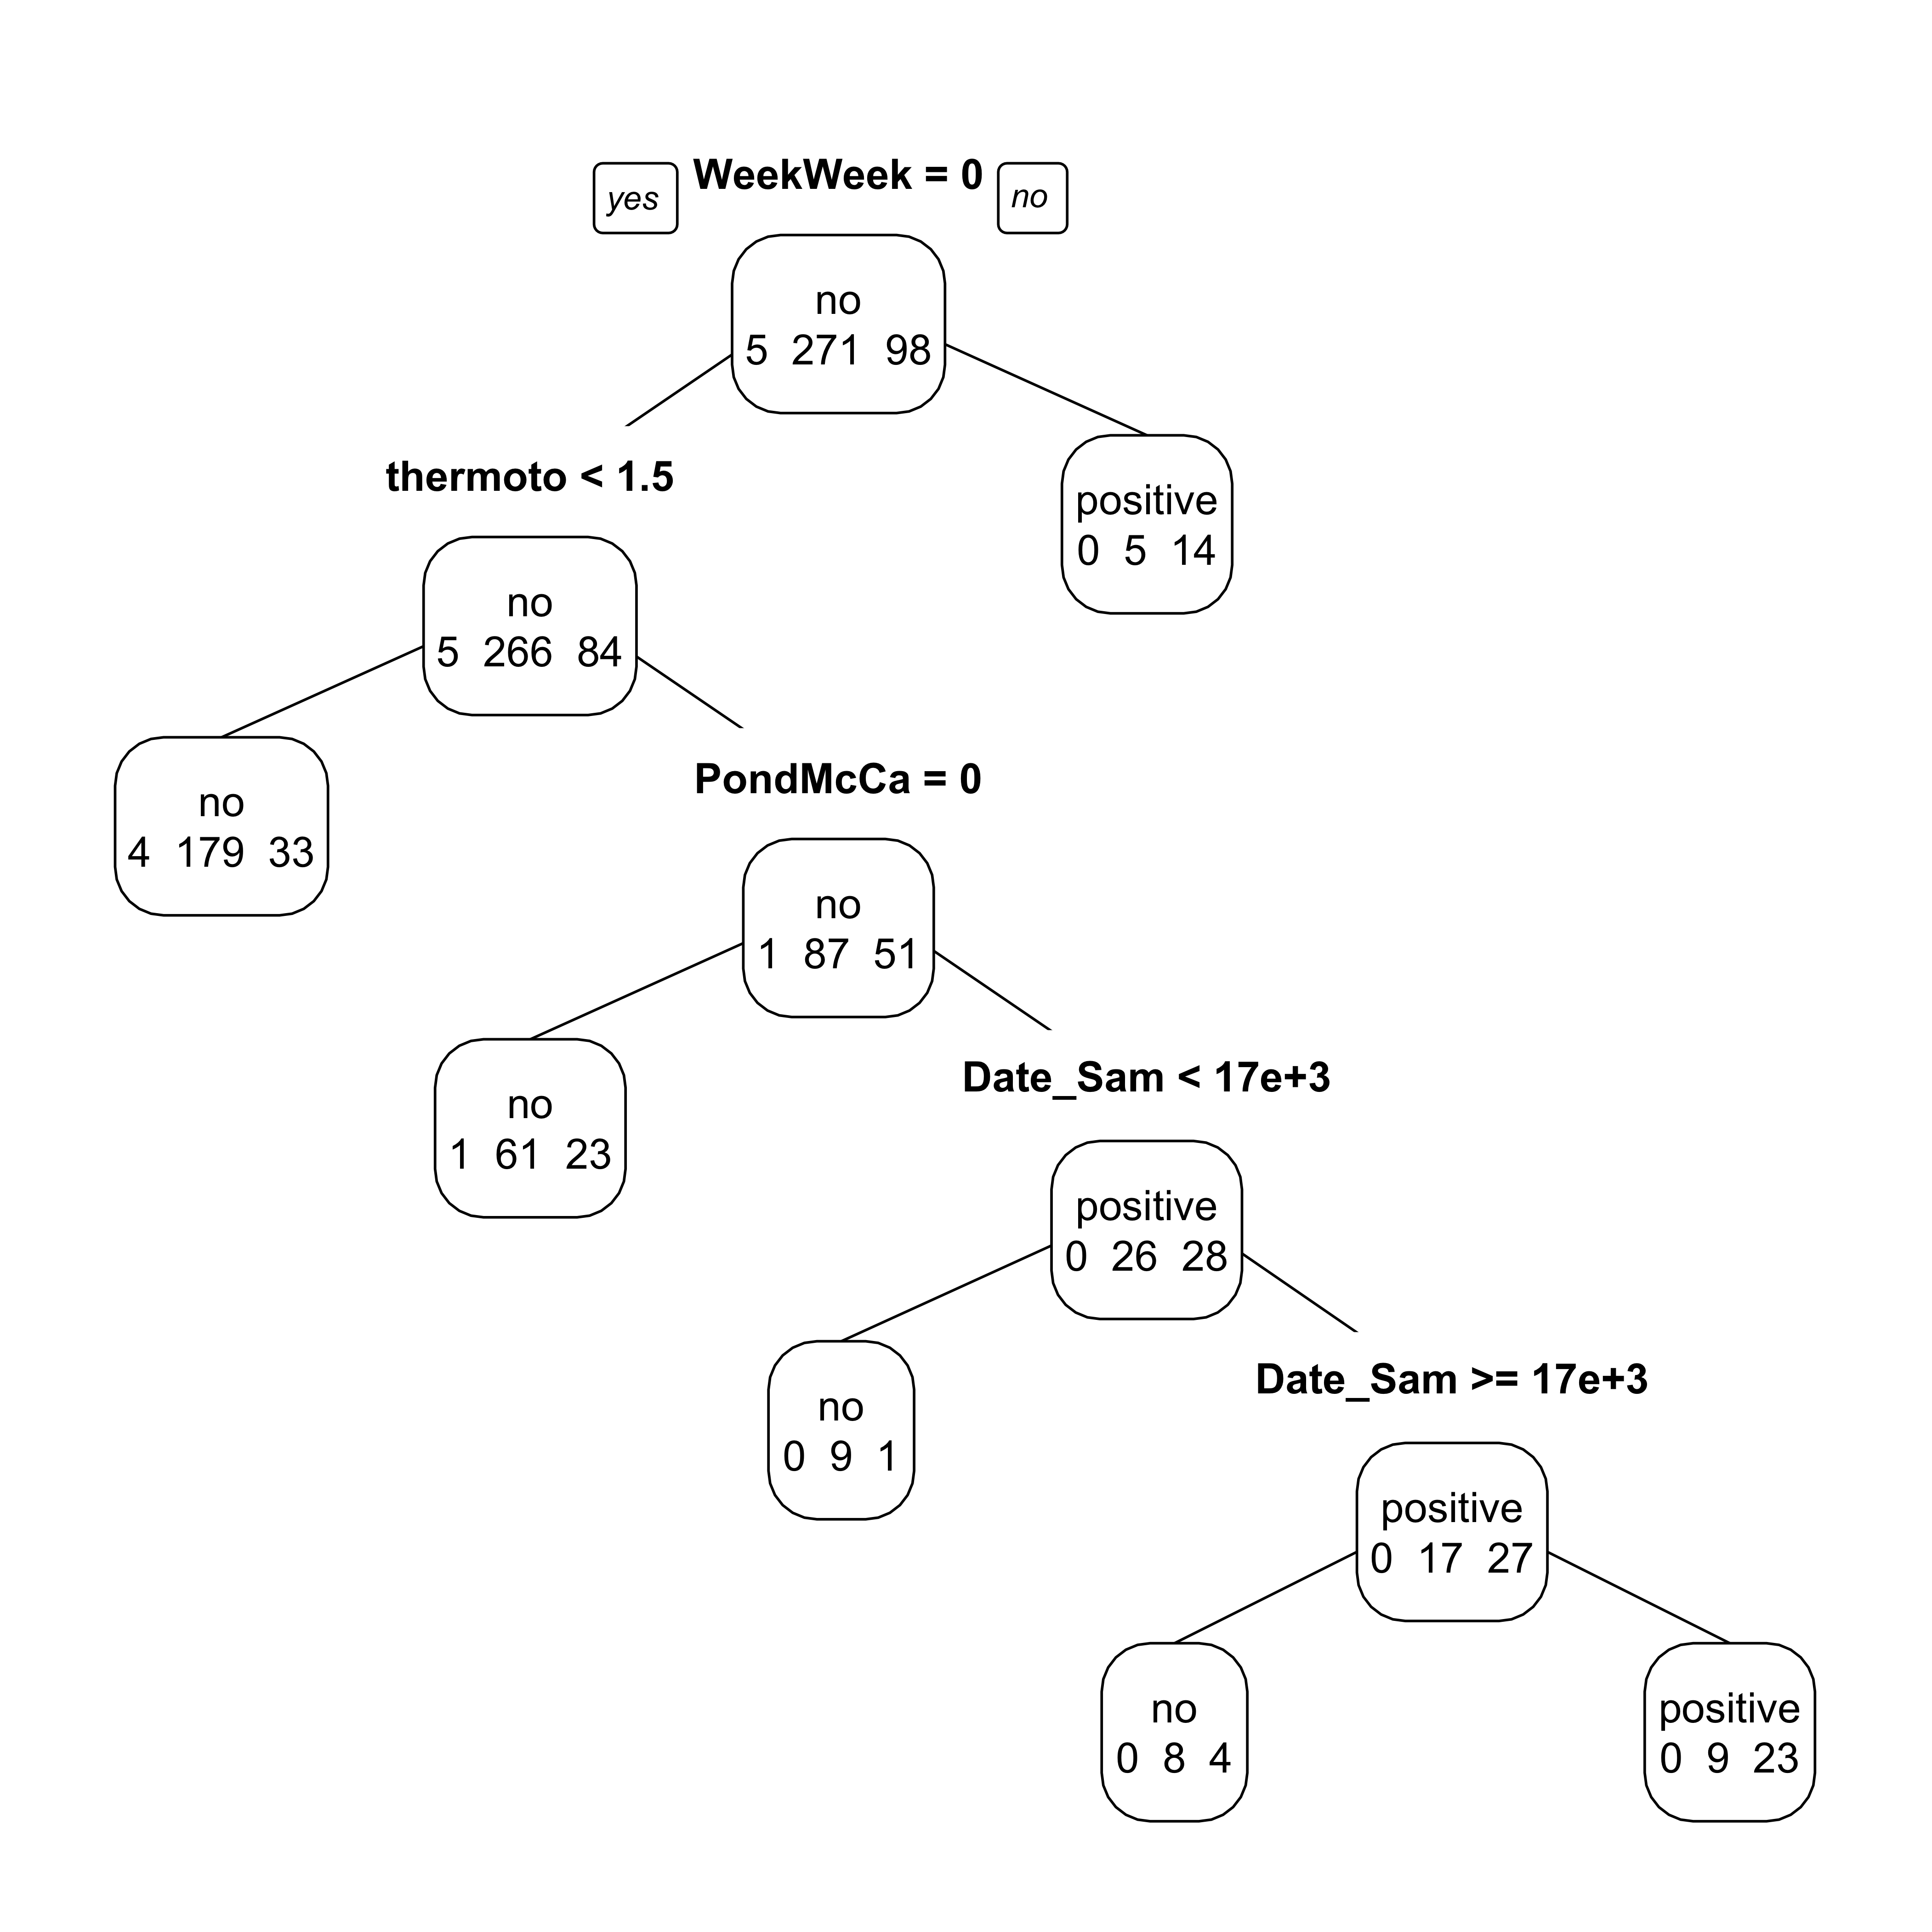 yes WeekWeek = 0 no
no
5 271 98
thermoto < 1.5
positive
0 5 14
no
5 266 84
PondMcCa = 0
no
4 179 33
no
1 87 51
Date_Sam < 17e+3
no
1 61 23
positive
0 26 28
Date_Sam >= 17e+3
no
0 9 1
positive
0 17 27
no
0 8 4
positive
0 9 23